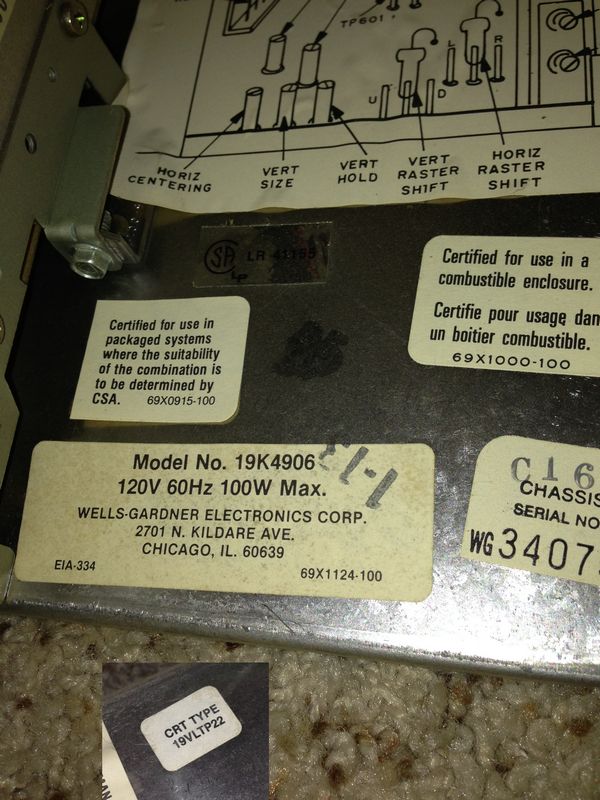 TP601
L
R
U
D
HORIZ
CENTERING
VERT
SIZE
VERT
HOLD
VERT
RASTER
SHIFT
HORIZ
RASTER
SHIFT
LR 41155
Certified for use in a
combustible enclosure.
Certifie pour usage dan
un boitier combustible.
69X1000-100
Certified for use in
packaged systems
where the suitability
of the combination is
to be determined by
CSA. 69X0915-100
Model No. 19K4906
120V 60Hz 100W Max.
WELLS-GARDNER ELECTRONICS CORP.
2701 N. KILDARE AVE.
CHICAGO, IL. 60639
EIA-334
69X1124-100
C16
CHASSIS
SERIAL NO
WG 3407
CRT TYPE
19VLTP22
MAN